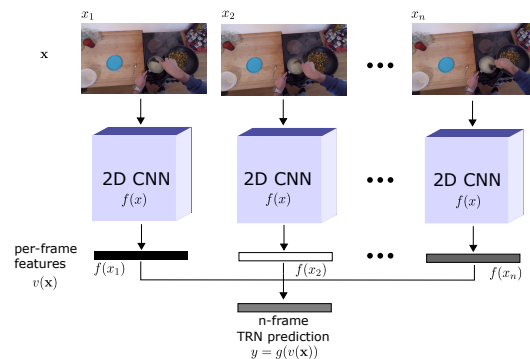 x₁
x₂
xₙ
x
2D CNN
f(x)
2D CNN
f(x)
2D CNN
f(x)
per-frame
features
v(x)
f(x₁)
f(x₂)
f(xₙ)
n-frame
TRN prediction
y = g(v(x))